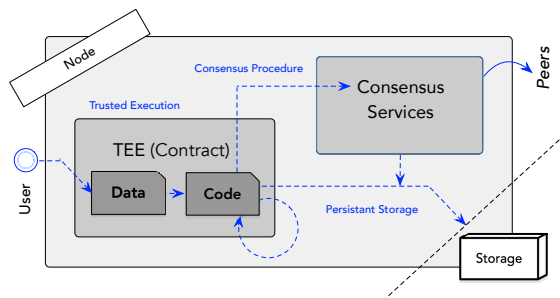 Node
Consensus Procedure
Consensus
Services
Peers
Trusted Execution
TEE (Contract)
User
Data
Code
Persistant Storage
Storage